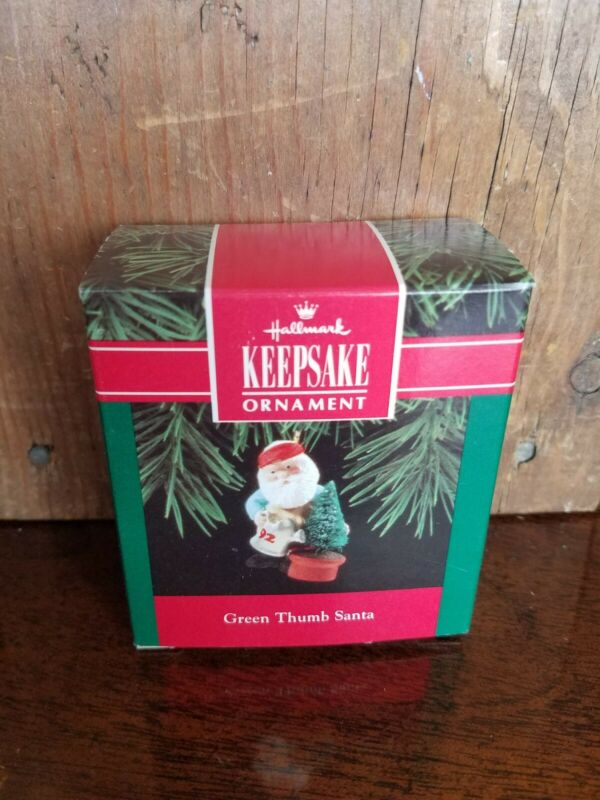 Hallmark
KEEPSAKE
ORNAMENT
92
Green Thumb Santa